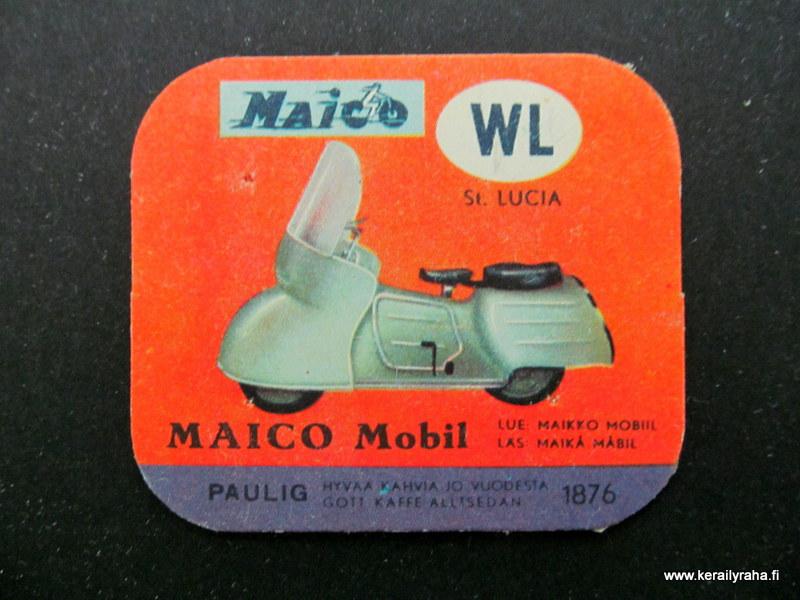 Maico
WL
St. LUCIA
MAICO Mobil
LUE: MAIKKO MOBIIL
LÄS: MAIKÅ MÅBIL
PAULIG
HYVÄÄ KAHVIA JO VUODESTA
GOTT KAFFE ALLTSEDAN
1876
www.kerailyraha.fi